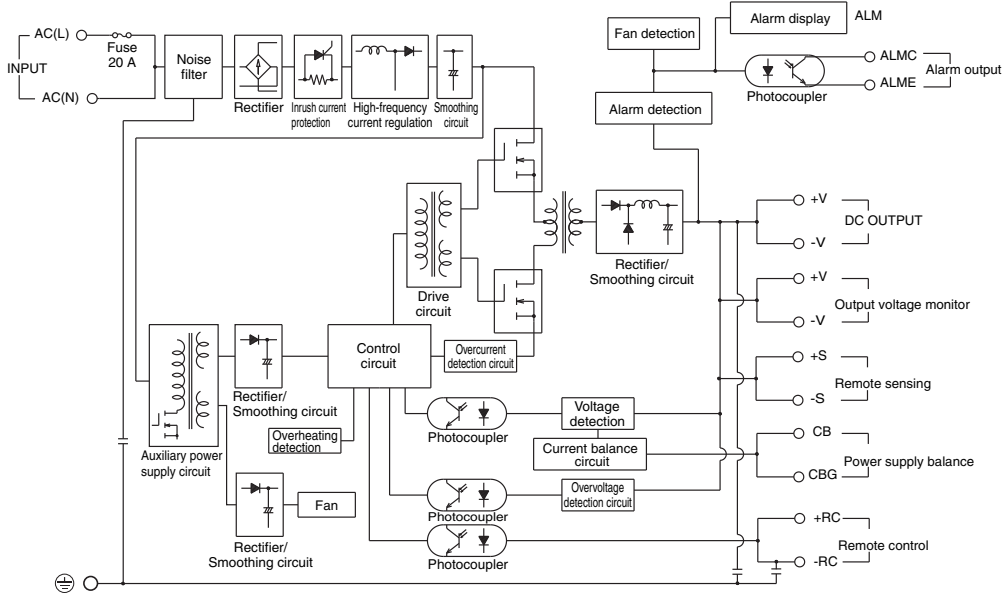 AC(L)
Fuse
20 A
INPUT
AC(N)
Noise
filter
Rectifier
Inrush current
protection
High-frequency
current regulation
Smoothing
circuit
Fan detection
Alarm display
ALM
Alarm detection
Photocoupler
ALMC
ALME
Alarm output
Drive
circuit
Rectifier/
Smoothing circuit
+V
-V
DC OUTPUT
+V
-V
Output voltage monitor
+S
-S
Remote sensing
CB
CBG
Power supply balance
+RC
-RC
Remote control
Auxiliary power
supply circuit
Rectifier/
Smoothing circuit
Control
circuit
Overcurrent
detection circuit
Overheating
detection
Photocoupler
Voltage
detection
Current balance
circuit
Rectifier/
Smoothing circuit
Fan
Photocoupler
Overvoltage
detection circuit
Photocoupler